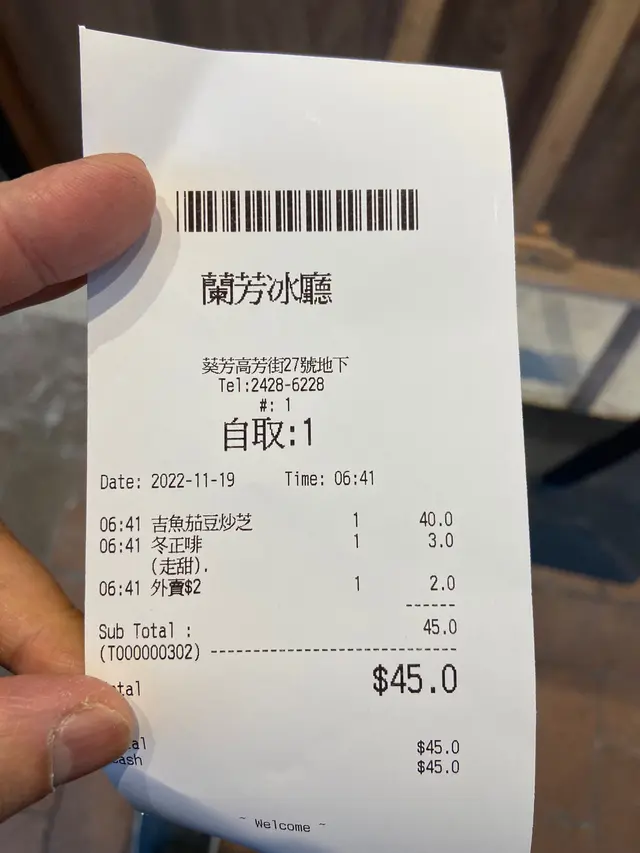 蘭芳冰廳
葵芳高芳街27號地下
Tel:2428-6228
#: 1
自取:1
Date: 2022-11-19 Time: 06:41
06:41 吉魚茄豆炒芝 1 40.0
06:41 冬正啡 1 3.0
(走甜).
06:41 外賣$2 1 2.0
------
Sub Total : 45.0
(T000000302) ------------------------------
tal $45.0
al $45.0
ash $45.0
~ Welcome ~